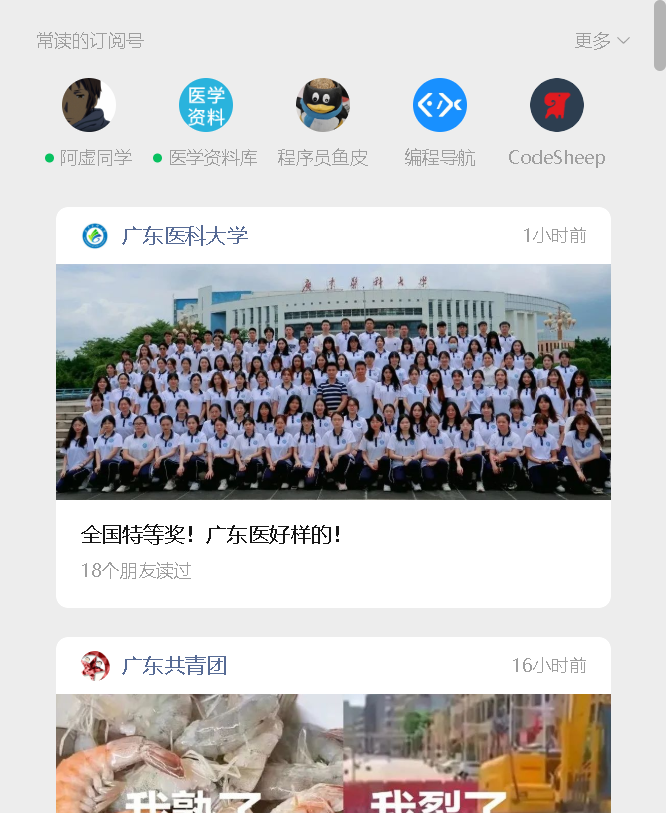 常读的订阅号
更多
医学
资料
阿虚同学
医学资料库
程序员鱼皮
编程导航
CodeSheep
广东医科大学
1小时前
广东医科大学
全国特等奖！广东医好样的！
18个朋友读过
广东共青团
16小时前
我熟了
我裂了